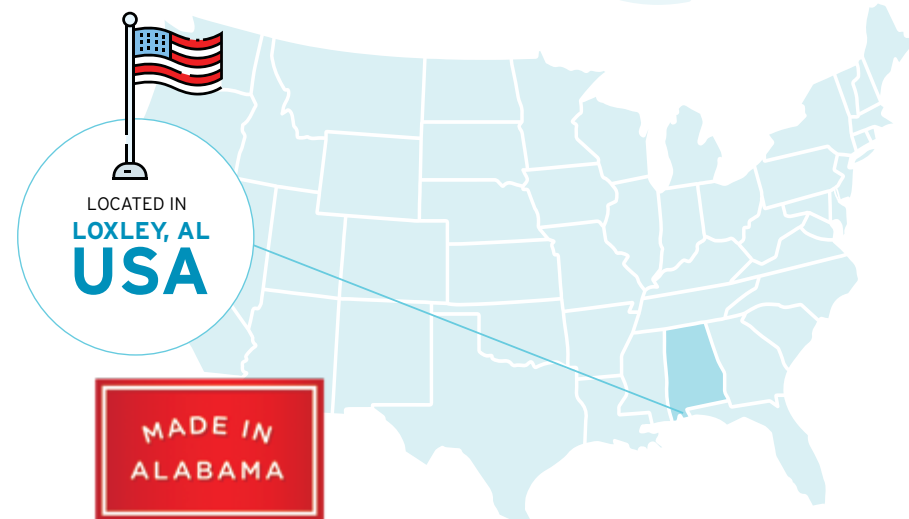 LOCATED IN
LOXLEY, AL
USA
MADE IN
ALABAMA